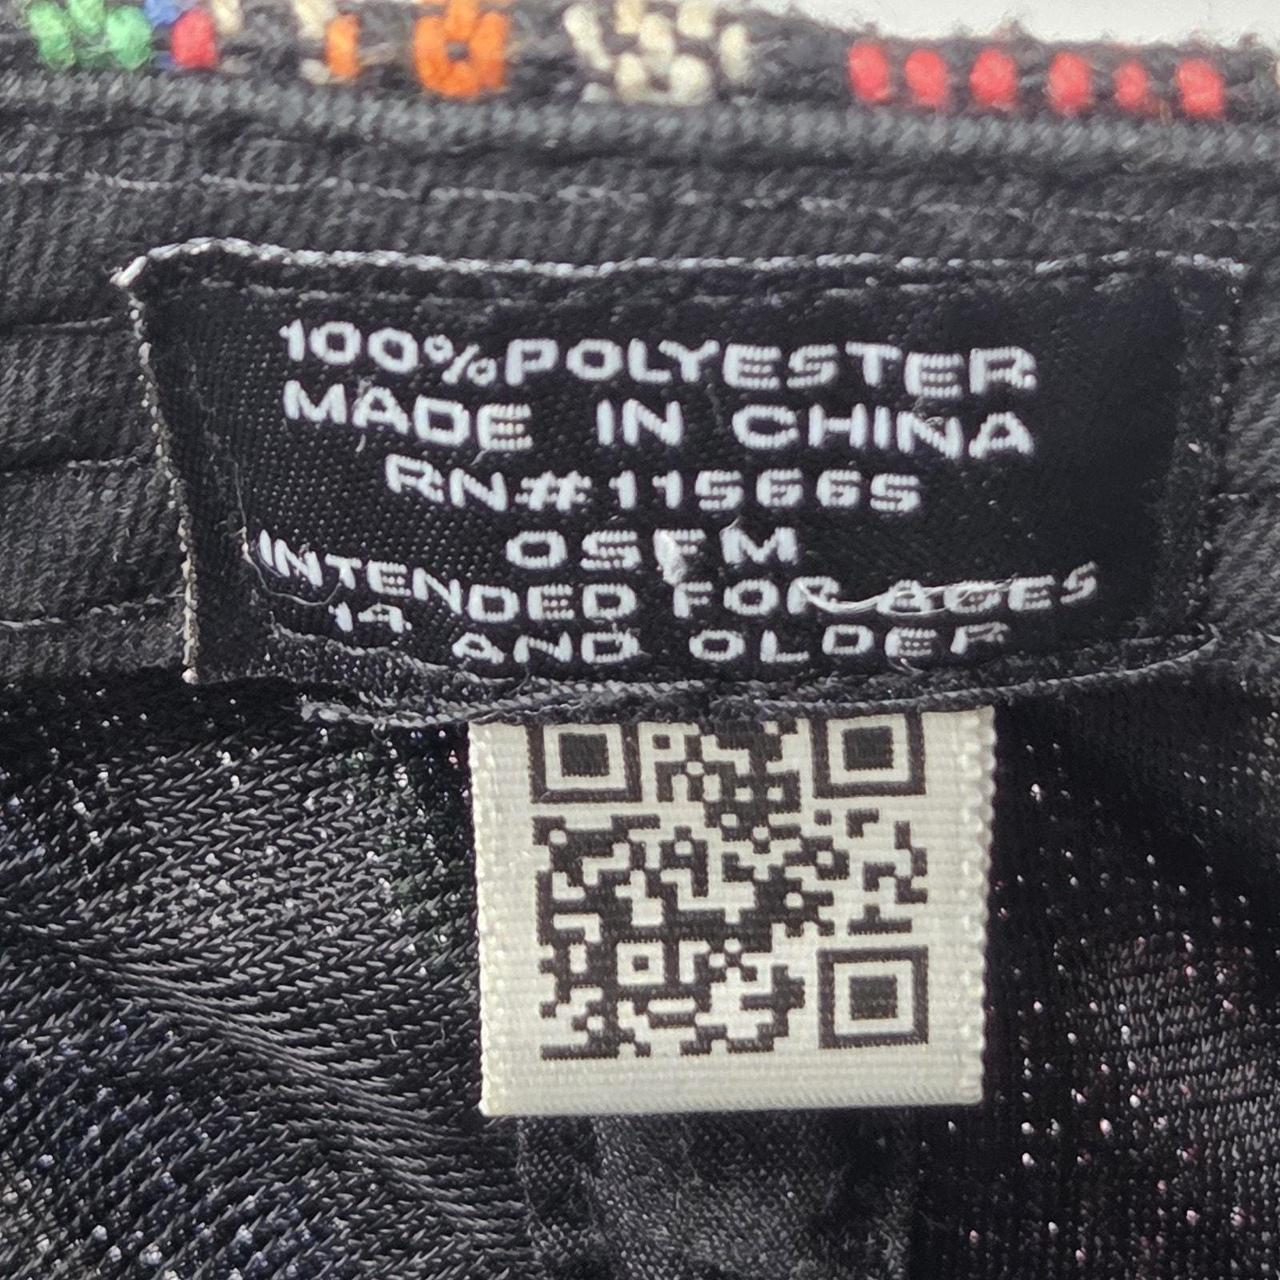 100%POLYESTER
MADE IN CHINA
RN#115665
OSFM
INTENDED FOR AGES
14 AND OLDER